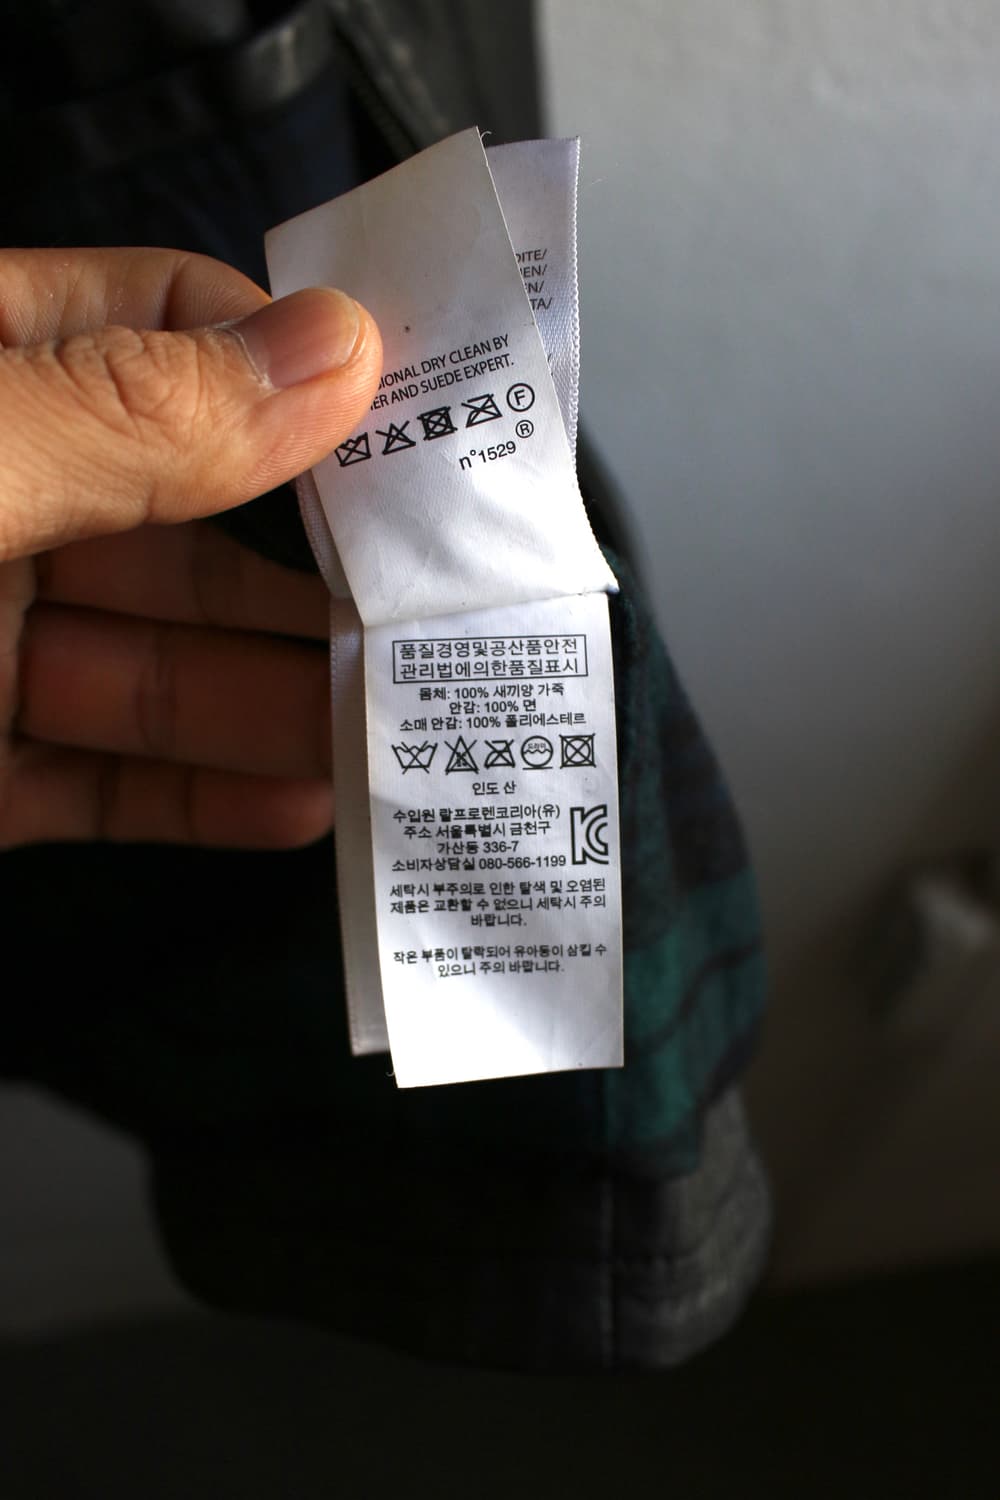 DITE/
EN/
N/
TA/
IONAL DRY CLEAN BY
ER AND SUEDE EXPERT.
F
n°1529 ®
품질경영및공산품안전
관리법에의한품질표시
몸체: 100% 새끼양 가죽
안감: 100% 면
소매 안감: 100% 폴리에스테르
드라이
인도 산
수입원 랄프로렌코리아(유)
주소 서울특별시 금천구
가산동 336-7
소비자상담실 080-566-1199
KC
세탁시 부주의로 인한 탈색 및 오염된
제품은 교환할 수 없으니 세탁시 주의
바랍니다.
작은 부품이 탈락되어 유아동이 삼킬 수
있으니 주의 바랍니다.